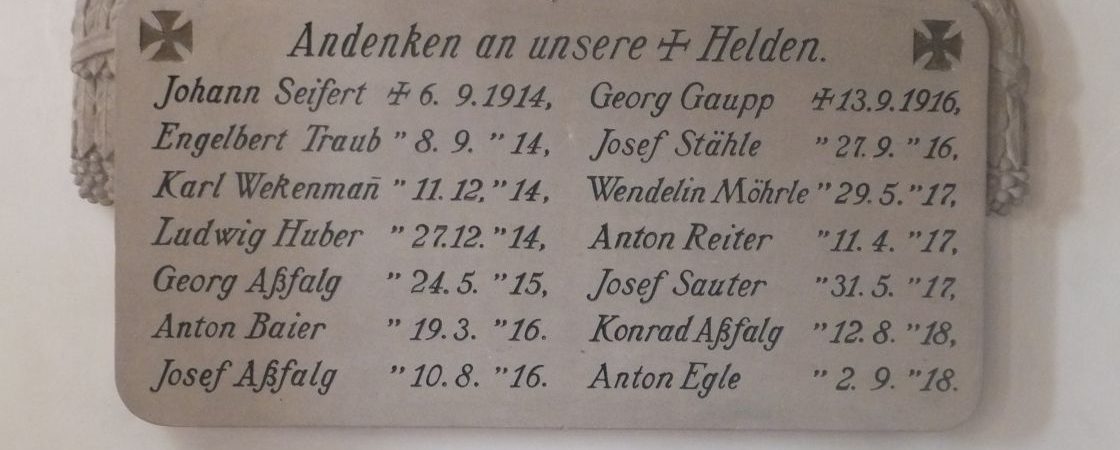 Andenken an unsere ✠ Helden.
Johann Seifert ✠ 6. 9. 1914, Georg Gaupp ✠ 13. 9. 1916,
Engelbert Traub " 8. 9. " 14, Josef Stähle " 27. 9. " 16,
Karl Wekenman̄ " 11. 12. " 14, Wendelin Möhrle " 29. 5. " 17,
Ludwig Huber " 27. 12. " 14, Anton Reiter " 11. 4. " 17,
Georg Aßfalg " 24. 5. " 15, Josef Sauter " 31. 5. " 17,
Anton Baier " 19. 3. " 16. Konrad Aßfalg " 12. 8. " 18,
Josef Aßfalg " 10. 8. " 16. Anton Egle " 2. 9. " 18.